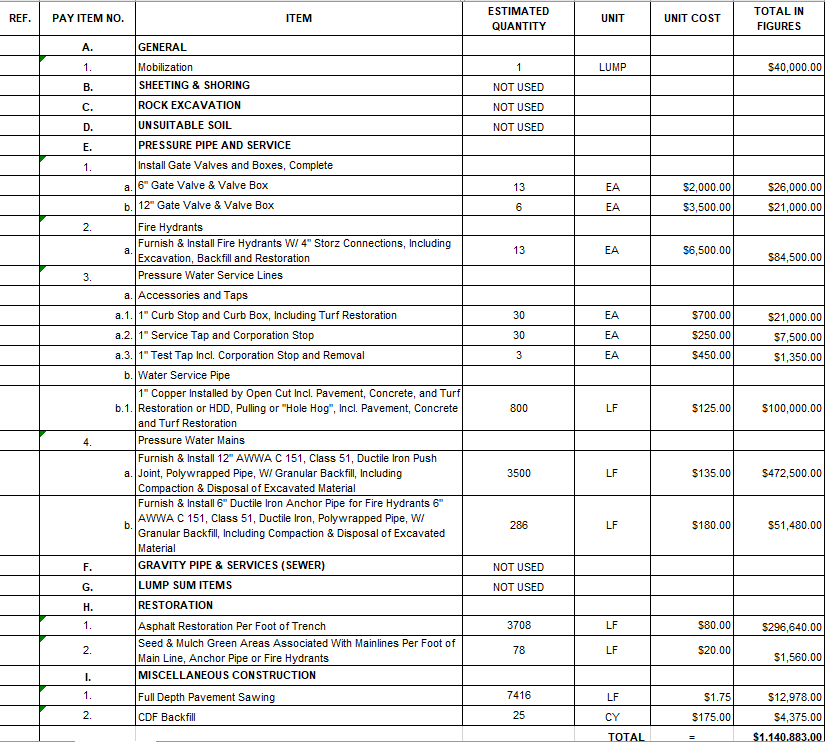 REF. PAY ITEM NO. ITEM ESTIMATED QUANTITY UNIT UNIT COST TOTAL IN FIGURES
A. GENERAL
1. Mobilization 1 LUMP $40,000.00
B. SHEETING & SHORING NOT USED
C. ROCK EXCAVATION NOT USED
D. UNSUITABLE SOIL NOT USED
E. PRESSURE PIPE AND SERVICE
1. Install Gate Valves and Boxes, Complete
a. 6" Gate Valve & Valve Box 13 EA $2,000.00 $26,000.00
b. 12" Gate Valve & Valve Box 6 EA $3,500.00 $21,000.00
2. Fire Hydrants
a. Furnish & Install Fire Hydrants W/ 4" Storz Connections, Including
Excavation, Backfill and Restoration 13 EA $6,500.00 $84,500.00
3. Pressure Water Service Lines
a. Accessories and Taps
a.1. 1" Curb Stop and Curb Box, Including Turf Restoration 30 EA $700.00 $21,000.00
a.2. 1" Service Tap and Corporation Stop 30 EA $250.00 $7,500.00
a.3. 1" Test Tap Incl. Corporation Stop and Removal 3 EA $450.00 $1,350.00
b. Water Service Pipe
1" Copper Installed by Open Cut Incl. Pavement, Concrete, and Turf
b.1. Restoration or HDD, Pulling or "Hole Hog", Incl. Pavement, Concrete 800 LF $125.00 $100,000.00
and Turf Restoration
4. Pressure Water Mains
Furnish & Install 12" AWWA C 151, Class 51, Ductile Iron Push
a. Joint, Polywrapped Pipe, W/ Granular Backfill, Including 3500 LF $135.00 $472,500.00
Compaction & Disposal of Excavated Material
Furnish & Install 6" Ductile Iron Anchor Pipe for Fire Hydrants 6"
b. AWWA C 151, Class 51, Ductile Iron, Polywrapped Pipe, W/ 286 LF $180.00 $51,480.00
Granular Backfill, Including Compaction & Disposal of Excavated
Material
F. GRAVITY PIPE & SERVICES (SEWER) NOT USED
G. LUMP SUM ITEMS NOT USED
H. RESTORATION
1. Asphalt Restoration Per Foot of Trench 3708 LF $80.00 $296,640.00
2. Seed & Mulch Green Areas Associated With Mainlines Per Foot of
Main Line, Anchor Pipe or Fire Hydrants 78 LF $20.00 $1,560.00
I. MISCELLANEOUS CONSTRUCTION
1. Full Depth Pavement Sawing 7416 LF $1.75 $12,978.00
2. CDF Backfill 25 CY $175.00 $4,375.00
TOTAL = $1,140,883.00